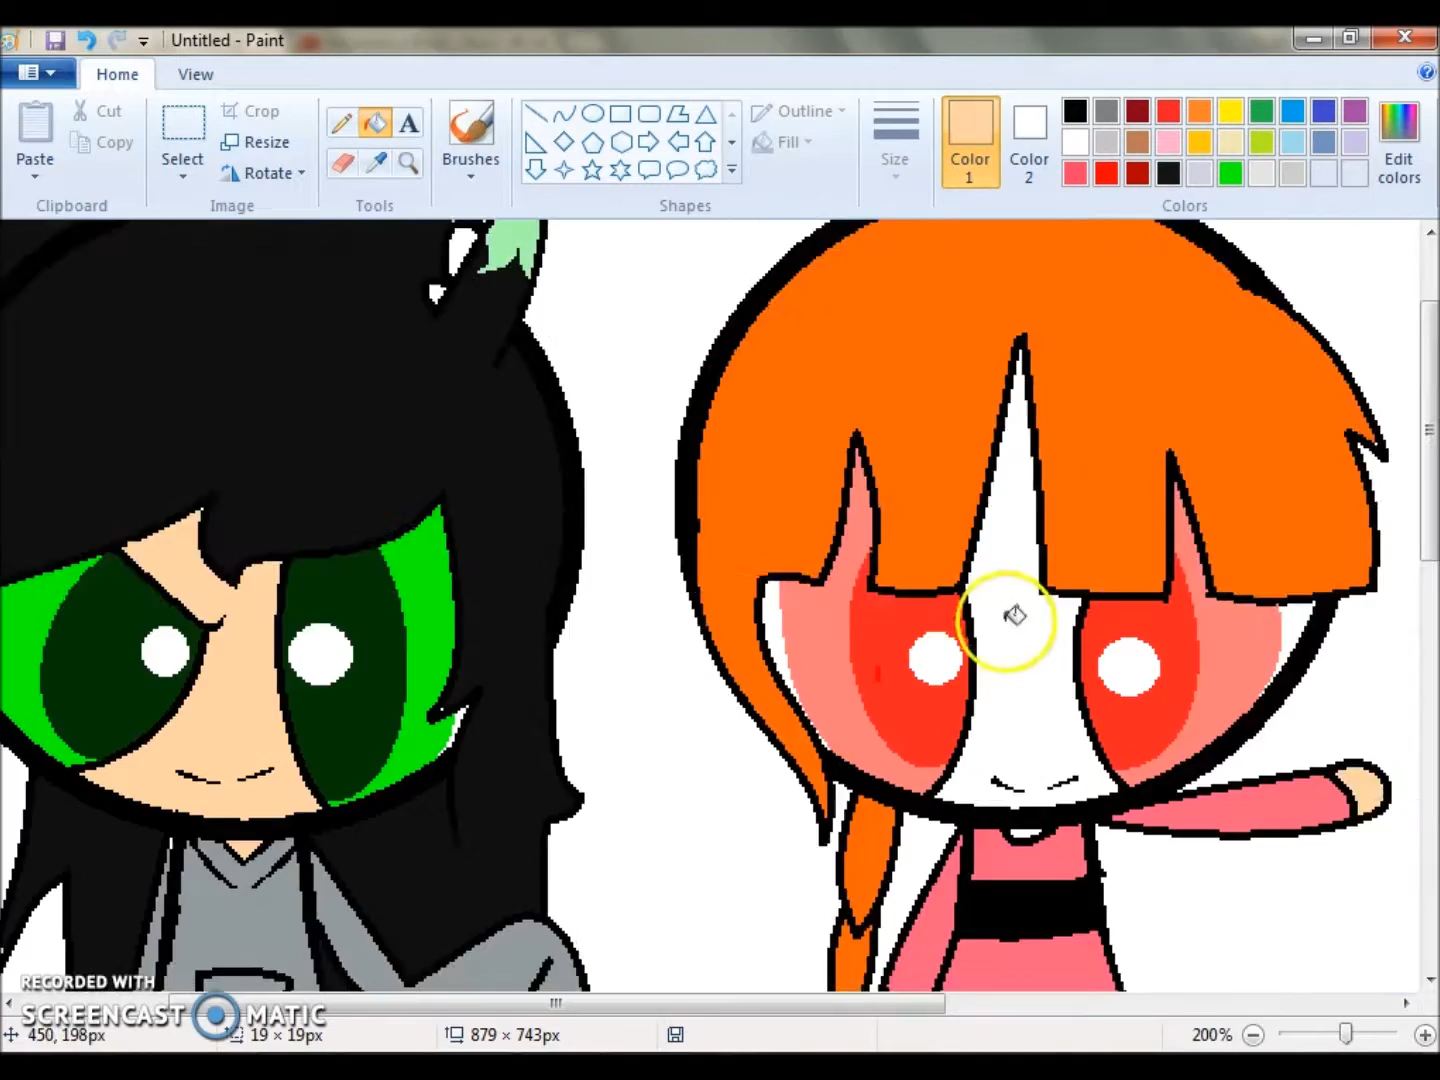 Untitled - Paint
Home View
Paste
Cut
Copy
Clipboard
Select
Crop
Resize
Rotate
Image
A
Tools
Brushes
Shapes
Outline
Fill
Size
Color 1
Color 2
Edit colors
Colors
RECORDED WITH
SCREENCAST MATIC
450, 198px
19 × 19px
879 × 743px
200%